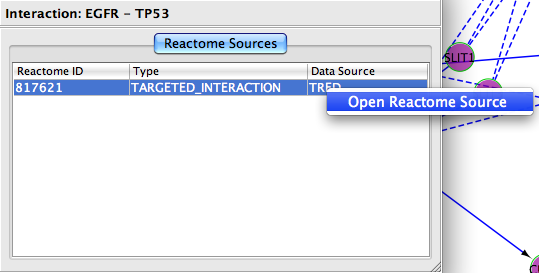 Interaction: EGFR - TP53
Reactome Sources
Reactome ID Type Data Source
817621 TARGETED_INTERACTION TRED
Open Reactome Source
SLIT1